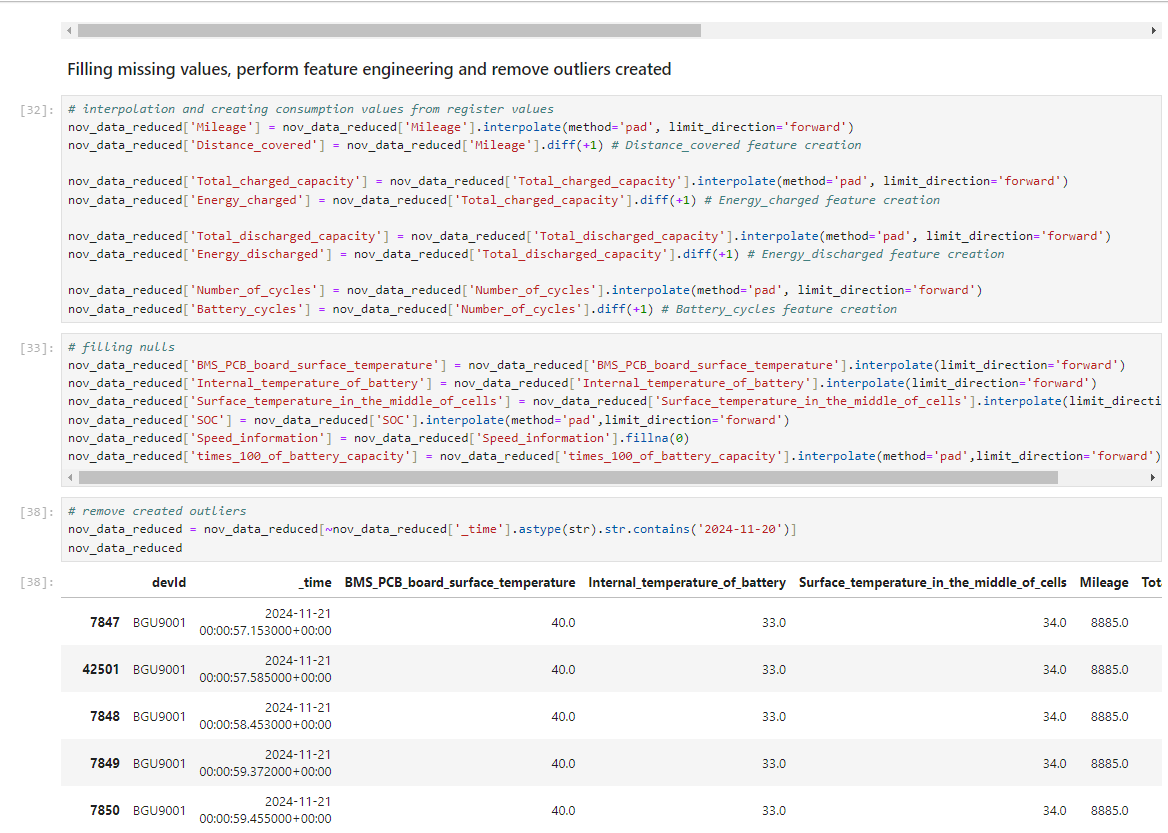 Filling missing values, perform feature engineering and remove outliers created
[32]:
# interpolation and creating consumption values from register values
nov_data_reduced['Mileage'] = nov_data_reduced['Mileage'].interpolate(method='pad', limit_direction='forward')
nov_data_reduced['Distance_covered'] = nov_data_reduced['Mileage'].diff(+1) # Distance_covered feature creation
nov_data_reduced['Total_charged_capacity'] = nov_data_reduced['Total_charged_capacity'].interpolate(method='pad', limit_direction='forward')
nov_data_reduced['Energy_charged'] = nov_data_reduced['Total_charged_capacity'].diff(+1) # Energy_charged feature creation
nov_data_reduced['Total_discharged_capacity'] = nov_data_reduced['Total_discharged_capacity'].interpolate(method='pad', limit_direction='forward')
nov_data_reduced['Energy_discharged'] = nov_data_reduced['Total_discharged_capacity'].diff(+1) # Energy_discharged feature creation
nov_data_reduced['Number_of_cycles'] = nov_data_reduced['Number_of_cycles'].interpolate(method='pad', limit_direction='forward')
nov_data_reduced['Battery_cycles'] = nov_data_reduced['Number_of_cycles'].diff(+1) # Battery_cycles feature creation
[33]:
# filling nulls
nov_data_reduced['BMS_PCB_board_surface_temperature'] = nov_data_reduced['BMS_PCB_board_surface_temperature'].interpolate(limit_direction='forward')
nov_data_reduced['Internal_temperature_of_battery'] = nov_data_reduced['Internal_temperature_of_battery'].interpolate(limit_direction='forward')
nov_data_reduced['Surface_temperature_in_the_middle_of_cells'] = nov_data_reduced['Surface_temperature_in_the_middle_of_cells'].interpolate(limit_directi
nov_data_reduced['SOC'] = nov_data_reduced['SOC'].interpolate(method='pad',limit_direction='forward')
nov_data_reduced['Speed_information'] = nov_data_reduced['Speed_information'].fillna(0)
nov_data_reduced['times_100_of_battery_capacity'] = nov_data_reduced['times_100_of_battery_capacity'].interpolate(method='pad',limit_direction='forward')
[38]:
# remove created outliers
nov_data_reduced = nov_data_reduced[~nov_data_reduced['_time'].astype(str).str.contains('2024-11-20')]
nov_data_reduced
[38]:
devId _time BMS_PCB_board_surface_temperature Internal_temperature_of_battery Surface_temperature_in_the_middle_of_cells Mileage Tot
7847 BGU9001 2024-11-21 00:00:57.153000+00:00 40.0 33.0 34.0 8885.0
42501 BGU9001 2024-11-21 00:00:57.585000+00:00 40.0 33.0 34.0 8885.0
7848 BGU9001 2024-11-21 00:00:58.453000+00:00 40.0 33.0 34.0 8885.0
7849 BGU9001 2024-11-21 00:00:59.372000+00:00 40.0 33.0 34.0 8885.0
7850 BGU9001 2024-11-21 00:00:59.455000+00:00 40.0 33.0 34.0 8885.0